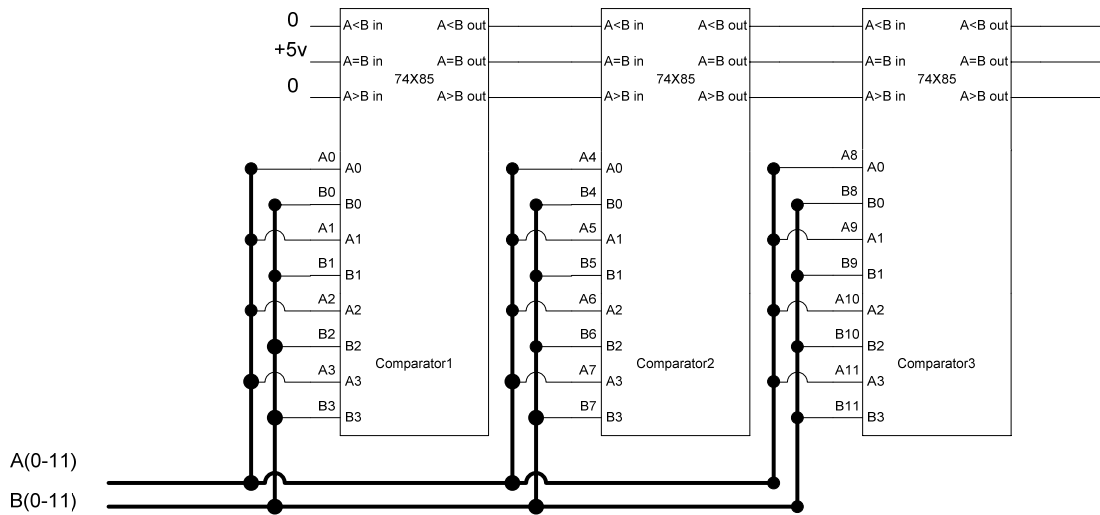 0 A<B in A<B out A<B in A<B out A<B in A<B out
+5v A=B in A=B out A=B in A=B out A=B in A=B out
74X85 74X85 74X85
0 A>B in A>B out A>B in A>B out A>B in A>B out
A0 A0 A4 A0 A8 A0
B0 B0 B4 B0 B8 B0
A1 A1 A5 A1 A9 A1
B1 B1 B5 B1 B9 B1
A2 A2 A6 A2 A10 A2
B2 B2 B6 B2 B10 B2
Comparator1 Comparator2 Comparator3
A3 A3 A7 A3 A11 A3
B3 B3 B7 B3 B11 B3
A(0-11)
B(0-11)